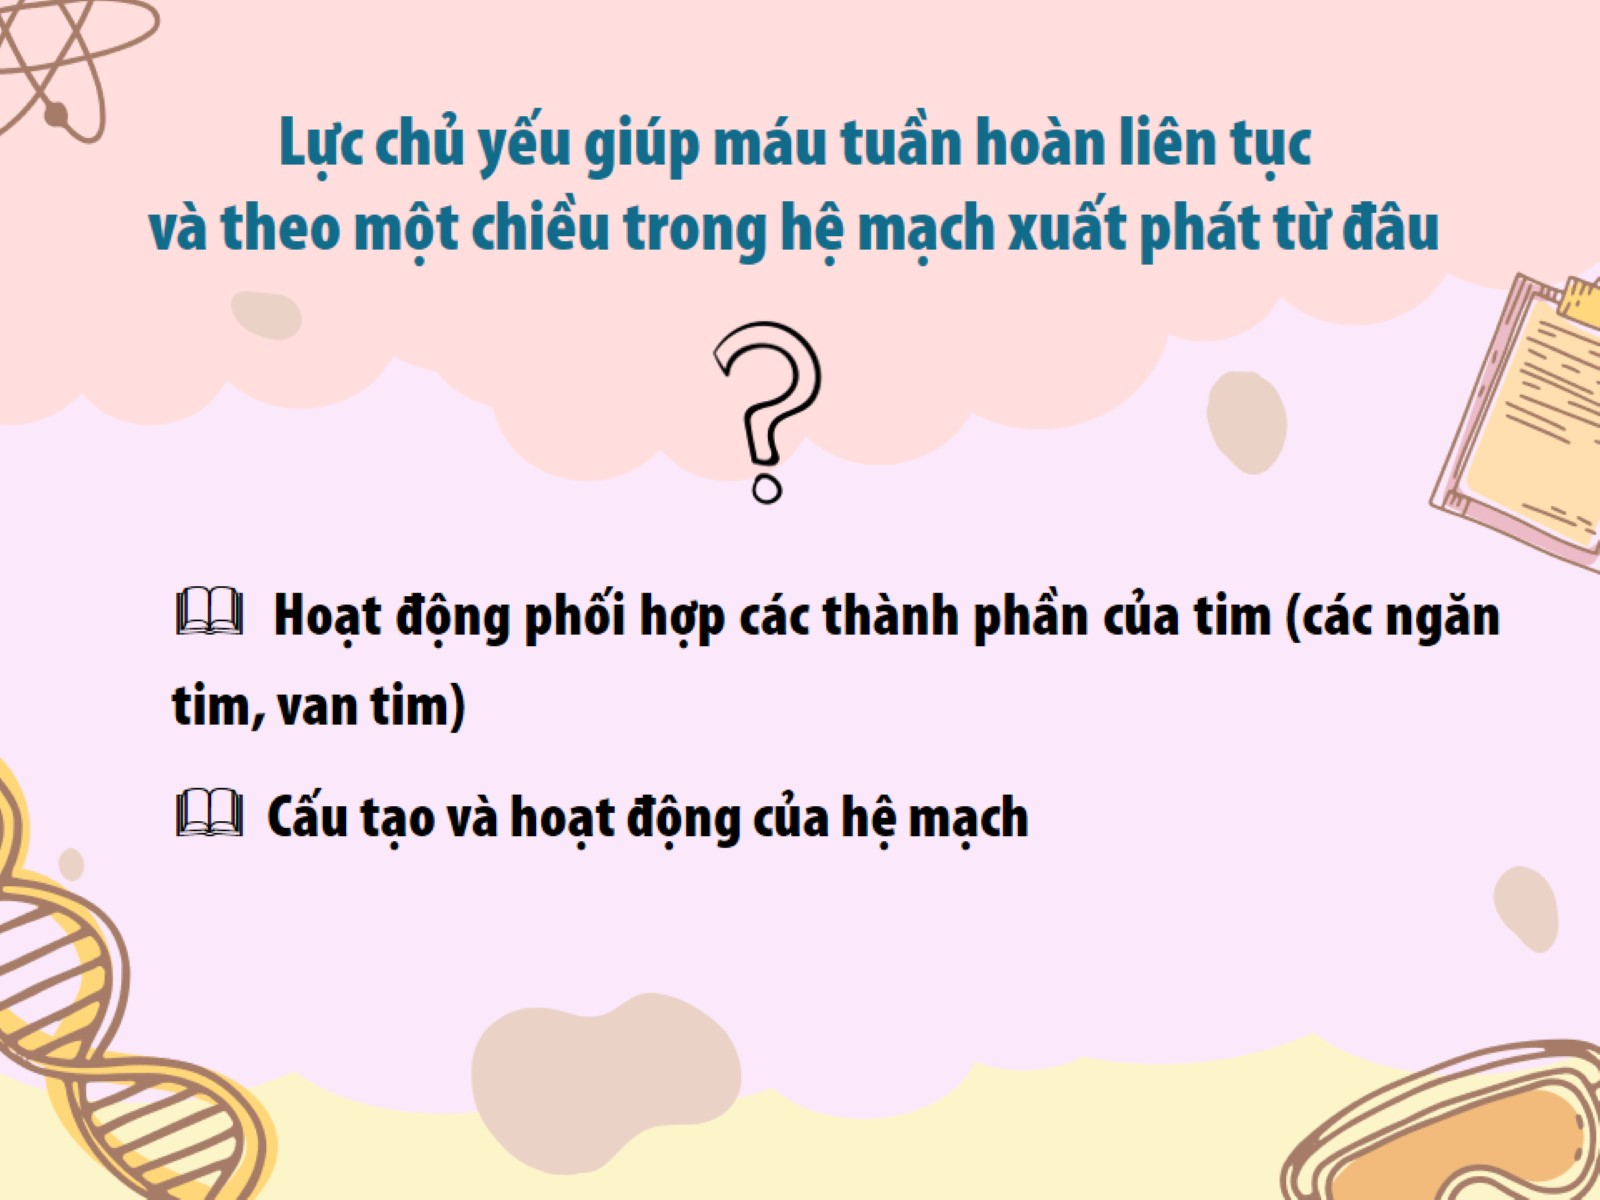 Lực chủ yếu giúp máu tuần hoàn liên tục
và theo một chiều trong hệ mạch xuất phát từ đâu
?
🕮 Hoạt động phối hợp các thành phần của tim (các ngăn
tim, van tim)
🕮 Cấu tạo và hoạt động của hệ mạch